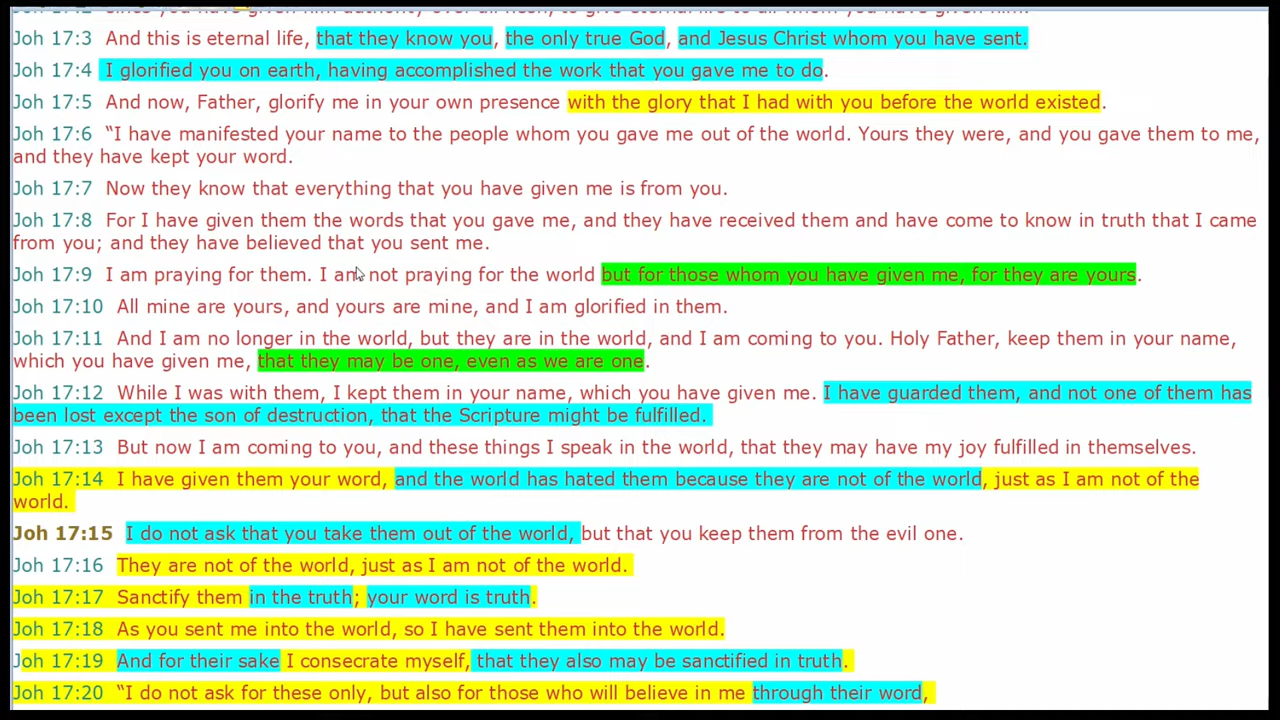 Joh 17:3 And this is eternal life, that they know you, the only true God, and Jesus Christ whom you have sent.
Joh 17:4 I glorified you on earth, having accomplished the work that you gave me to do.
Joh 17:5 And now, Father, glorify me in your own presence with the glory that I had with you before the world existed.
Joh 17:6 “I have manifested your name to the people whom you gave me out of the world. Yours they were, and you gave them to me,
and they have kept your word.
Joh 17:7 Now they know that everything that you have given me is from you.
Joh 17:8 For I have given them the words that you gave me, and they have received them and have come to know in truth that I came
from you; and they have believed that you sent me.
Joh 17:9 I am praying for them. I am not praying for the world but for those whom you have given me, for they are yours.
Joh 17:10 All mine are yours, and yours are mine, and I am glorified in them.
Joh 17:11 And I am no longer in the world, but they are in the world, and I am coming to you. Holy Father, keep them in your name,
which you have given me, that they may be one, even as we are one.
Joh 17:12 While I was with them, I kept them in your name, which you have given me. I have guarded them, and not one of them has
been lost except the son of destruction, that the Scripture might be fulfilled.
Joh 17:13 But now I am coming to you, and these things I speak in the world, that they may have my joy fulfilled in themselves.
Joh 17:14 I have given them your word, and the world has hated them because they are not of the world, just as I am not of the
world.
Joh 17:15 I do not ask that you take them out of the world, but that you keep them from the evil one.
Joh 17:16 They are not of the world, just as I am not of the world.
Joh 17:17 Sanctify them in the truth; your word is truth.
Joh 17:18 As you sent me into the world, so I have sent them into the world.
Joh 17:19 And for their sake I consecrate myself, that they also may be sanctified in truth.
Joh 17:20 “I do not ask for these only, but also for those who will believe in me through their word,